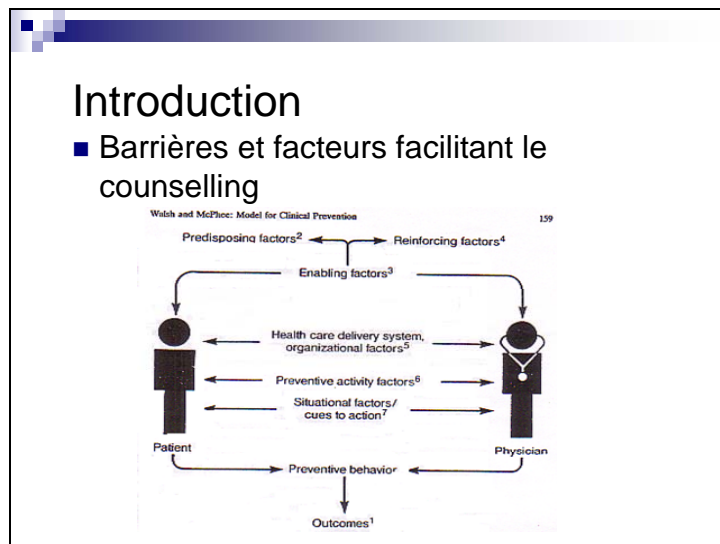 Introduction
Barrières et facteurs facilitant le
counselling
Walsh and McPhee: Model for Clinical Prevention 159
Predisposing factors2 Reinforcing factors4
Enabling factors3
Health care delivery system,
organizational factors5
Preventive activity factors6
Situational factors/
cues to action7
Patient Physician
Preventive behavior
Outcomes1